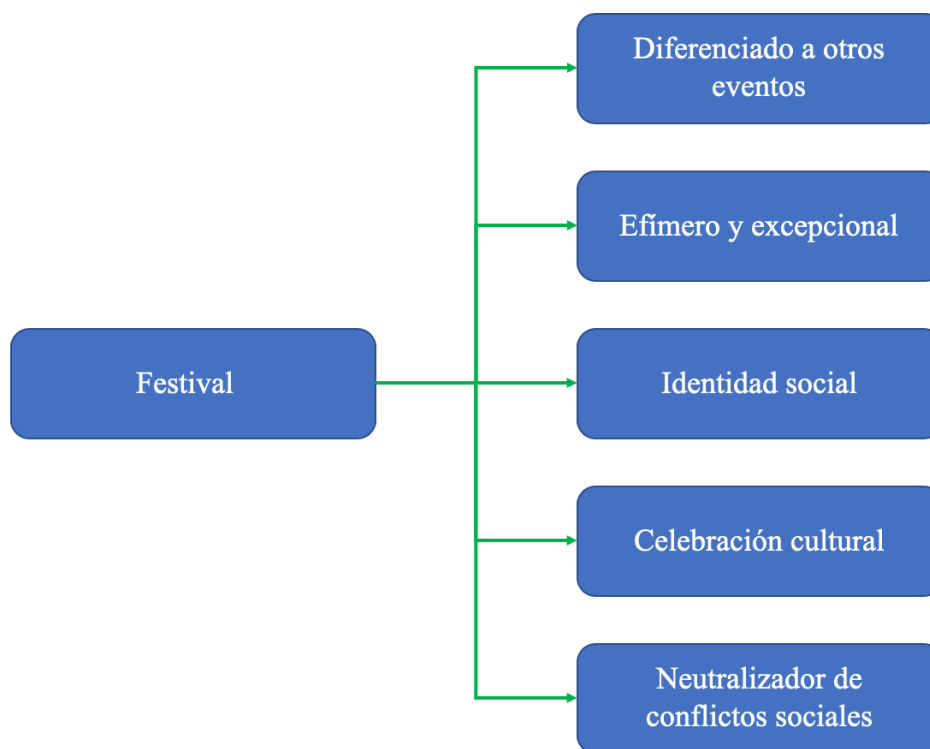 Diferenciado a otros
eventos
Efímero y excepcional
Festival
Identidad social
Celebración cultural
Neutralizador de
conflictos sociales